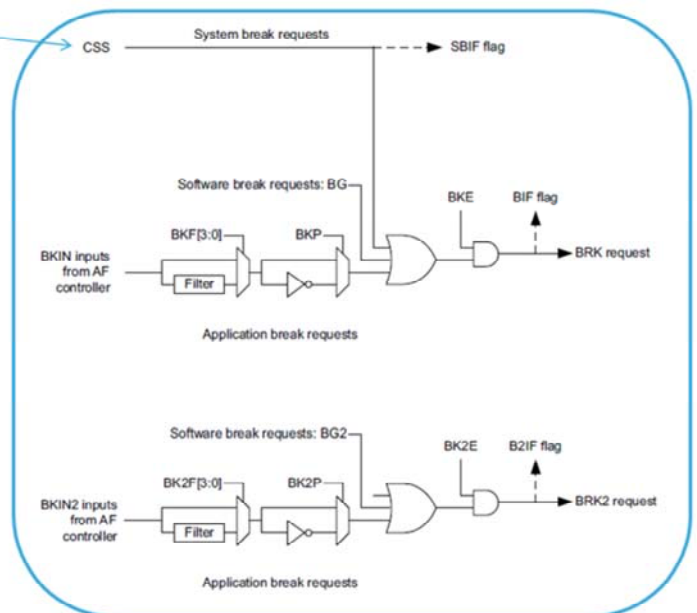 System break requests
CSS
SBIF flag
Software break requests: BG
BKE
BIF flag
BKF[3:0]
BKP
BKIN inputs
from AF
controller
Filter
BRK request
Application break requests
Software break requests: BG2
BK2E
B2IF flag
BK2F[3:0]
BK2P
BKIN2 inputs
from AF
controller
Filter
BRK2 request
Application break requests